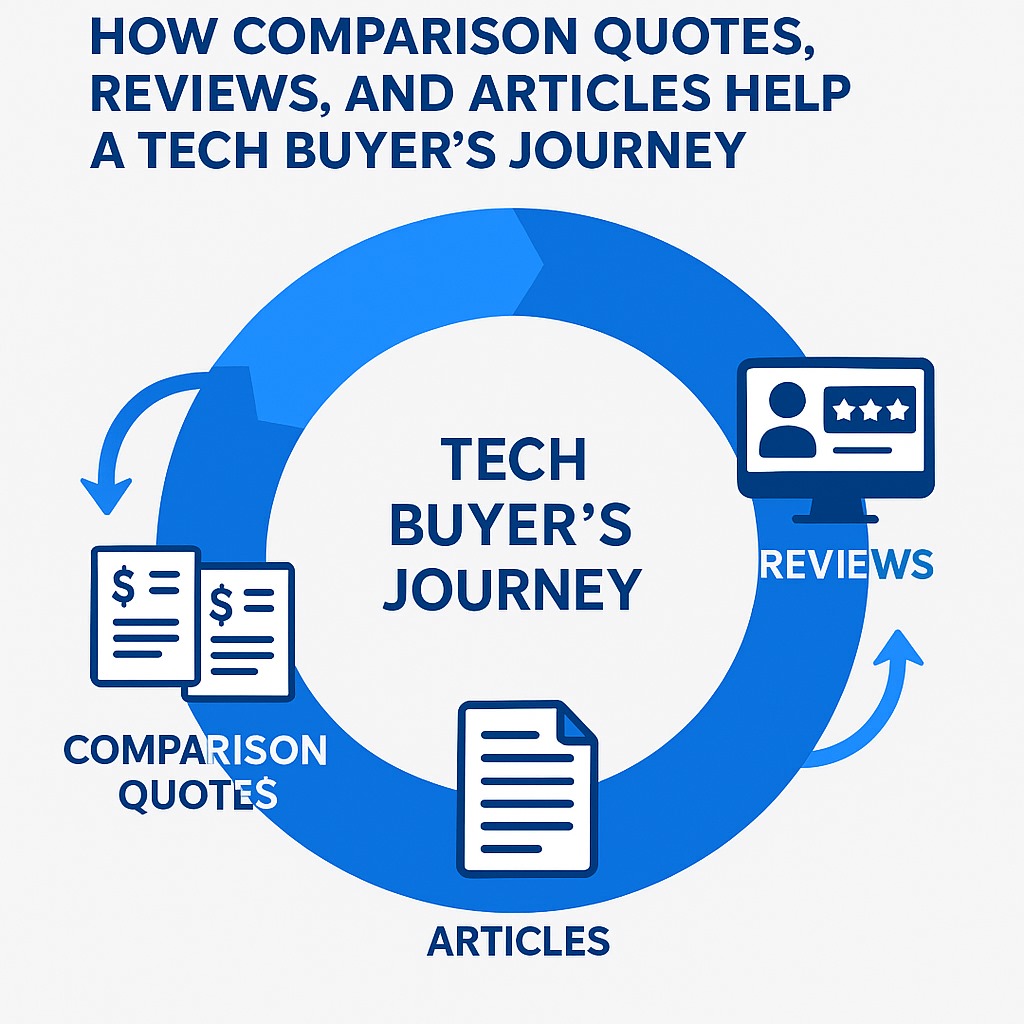 HOW COMPARISON QUOTES,
REVIEWS, AND ARTICLES HELP
A TECH BUYER’S JOURNEY
TECH
BUYER’S
JOURNEY
REVIEWS
$
$
COMPARISON
QUOTES
ARTICLES